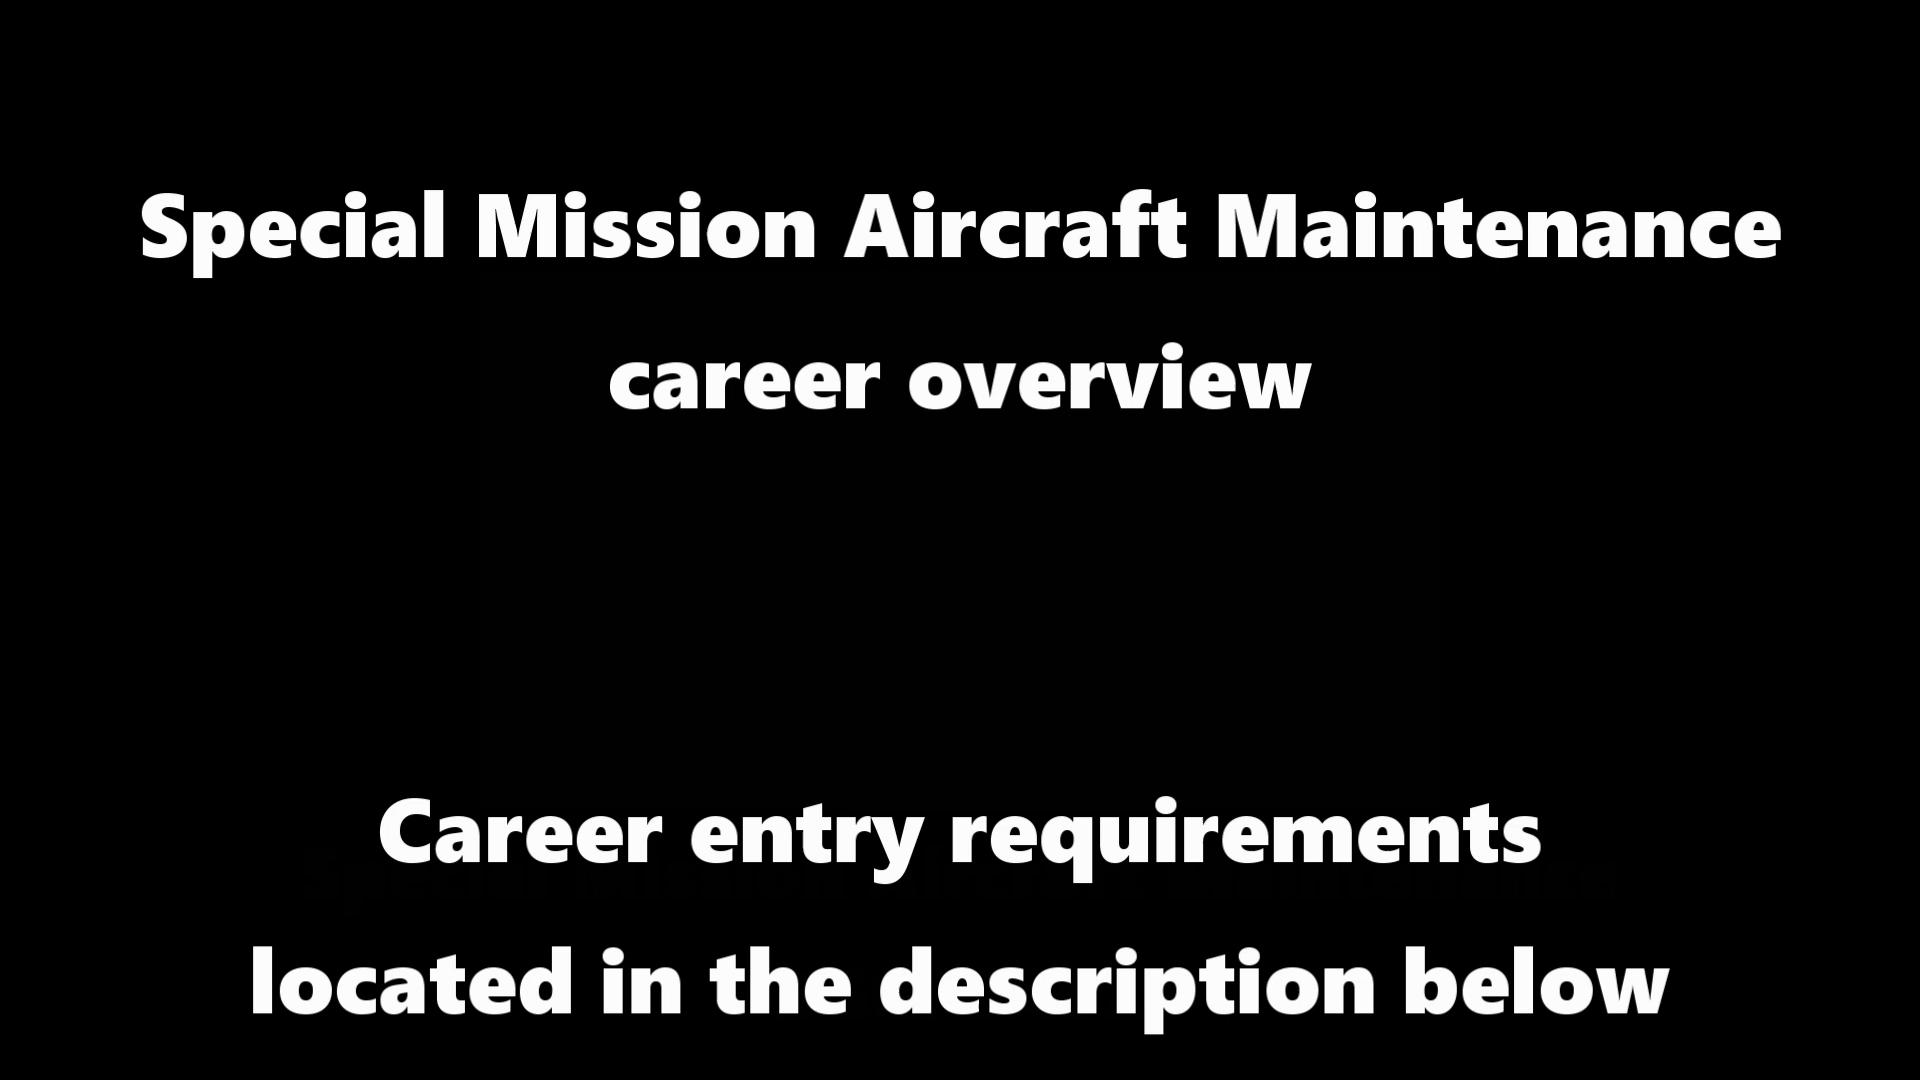 Special Mission Aircraft Maintenance
career overview
Career entry requirements
located in the description below